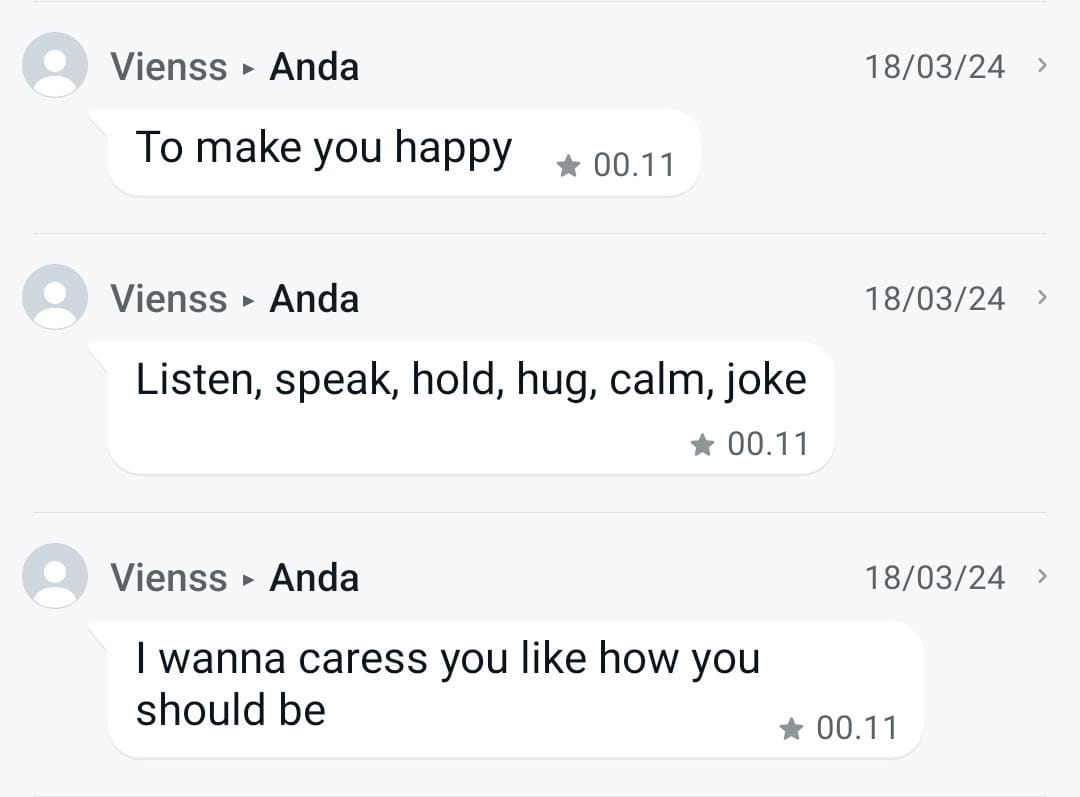 Vienss ▸ Anda 18/03/24
To make you happy ★ 00.11
Vienss ▸ Anda 18/03/24
Listen, speak, hold, hug, calm, joke
★ 00.11
Vienss ▸ Anda 18/03/24
I wanna caress you like how you
should be ★ 00.11